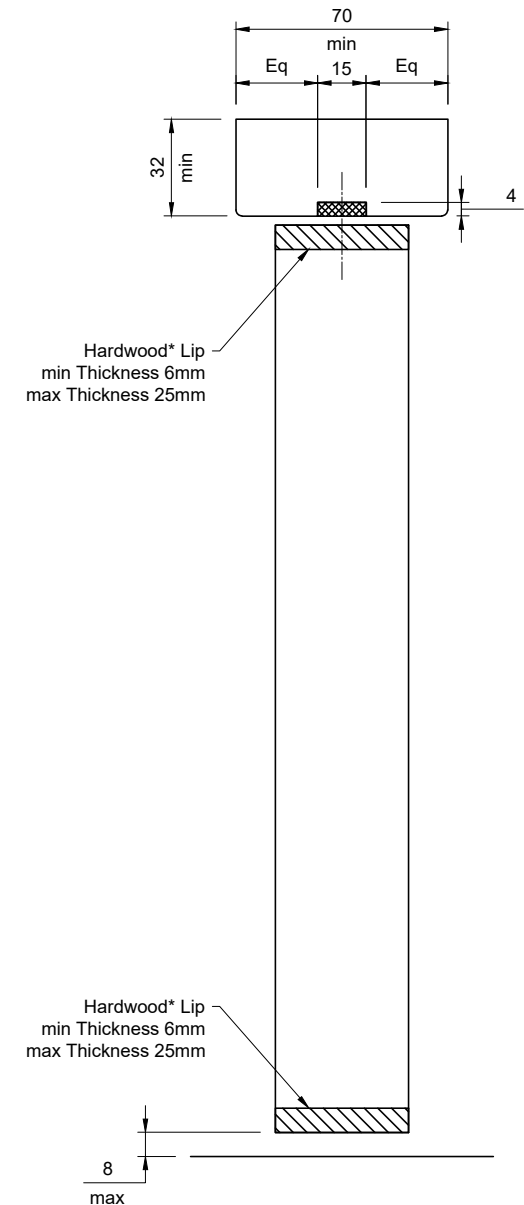 70
min
Eq
15
Eq
32
min
4
Hardwood* Lip
min Thickness 6mm
max Thickness 25mm
Hardwood* Lip
min Thickness 6mm
max Thickness 25mm
8
max